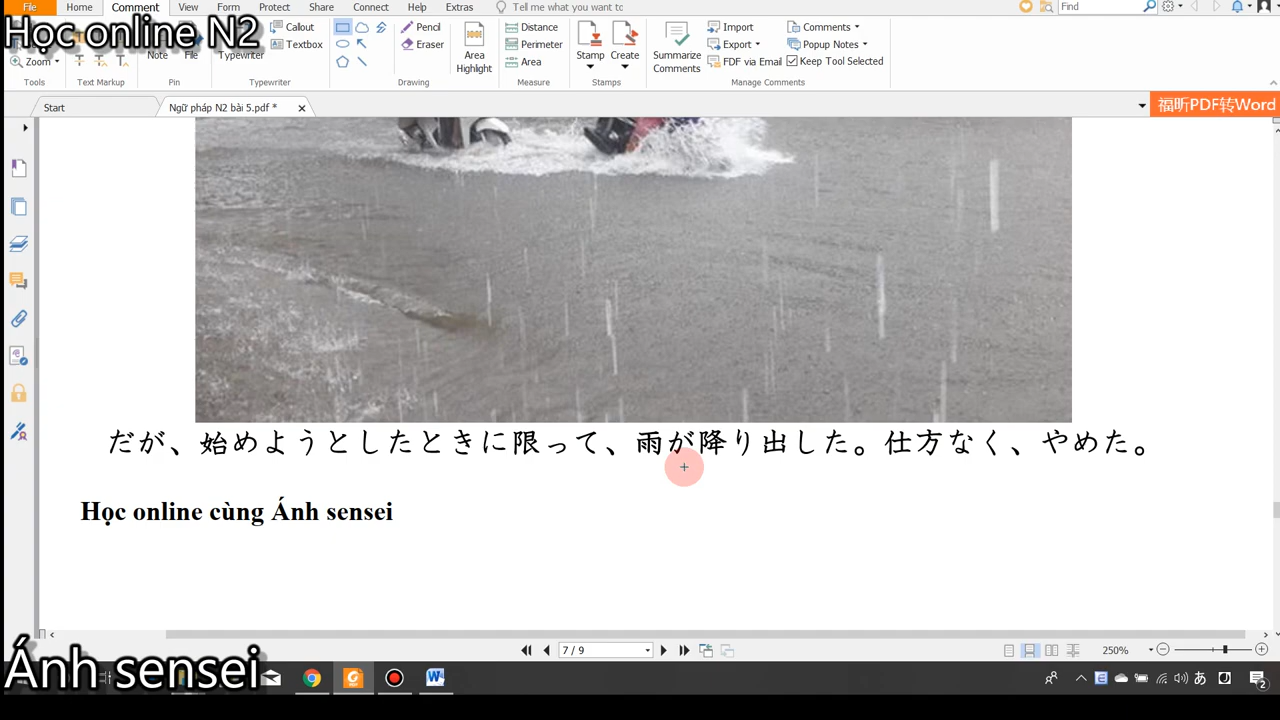 File Home Comment View Form Protect Share Connect Help Extras Tell me what you want to Find
Học online N2
Callout Pencil Distance Import Comments
Textbox Eraser Perimeter Export Popup Notes
Typewriter Area Highlight Area Stamp Create Summarize Comments FDF via Email Keep Tool Selected
Zoom Note File
Tools Text Markup Pin Typewriter Drawing Measure Stamps Manage Comments
Start Ngữ pháp N2 bài 5.pdf * 福昕PDF转Word
だが、始めようとしたときに限って、雨が降り出した。仕方なく、やめた。
Học online cùng Ánh sensei
7 / 9 250%
Ánh sensei
あ 2